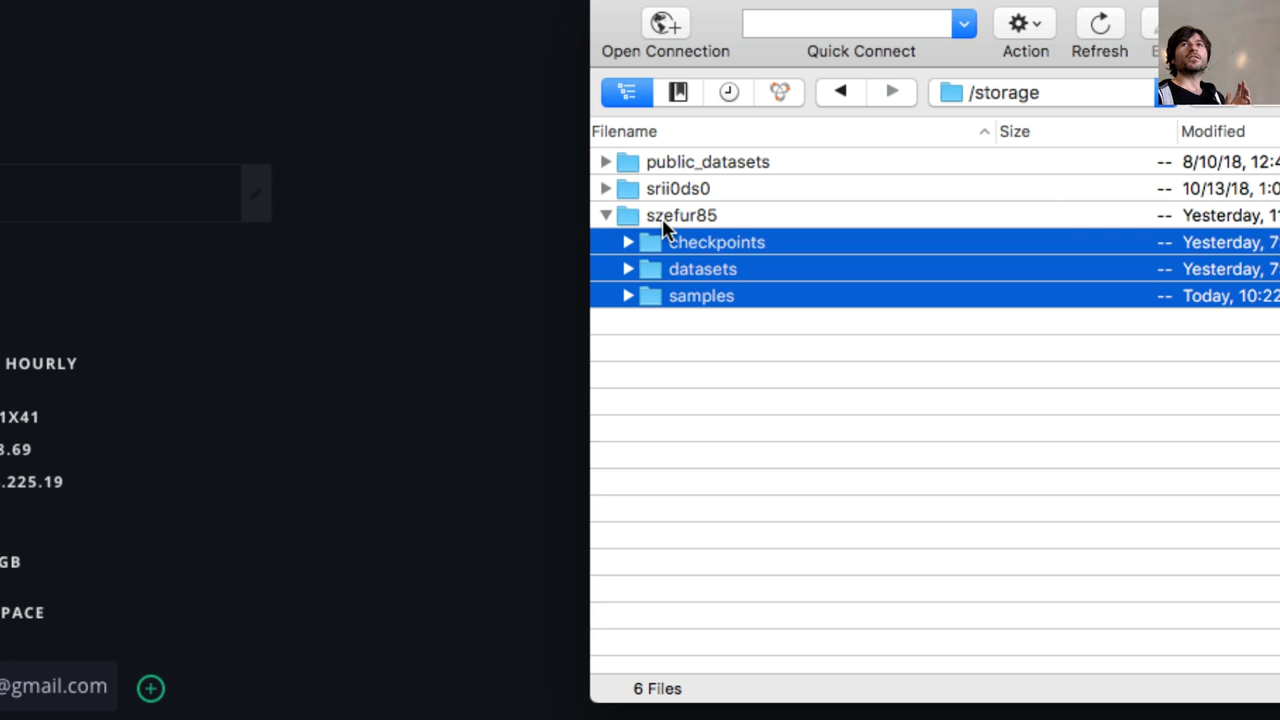 Open Connection
Quick Connect
Action
Refresh
/storage
Filename
Size
Modified
public_datasets
--
8/10/18, 12:4
srii0ds0
--
10/13/18, 1:0
szefur85
--
Yesterday, 1
checkpoints
--
Yesterday, 7
datasets
--
Yesterday, 7
samples
--
Today, 10:22
6 Files
HOURLY
1X41
3.69
.225.19
GB
PACE
@gmail.com